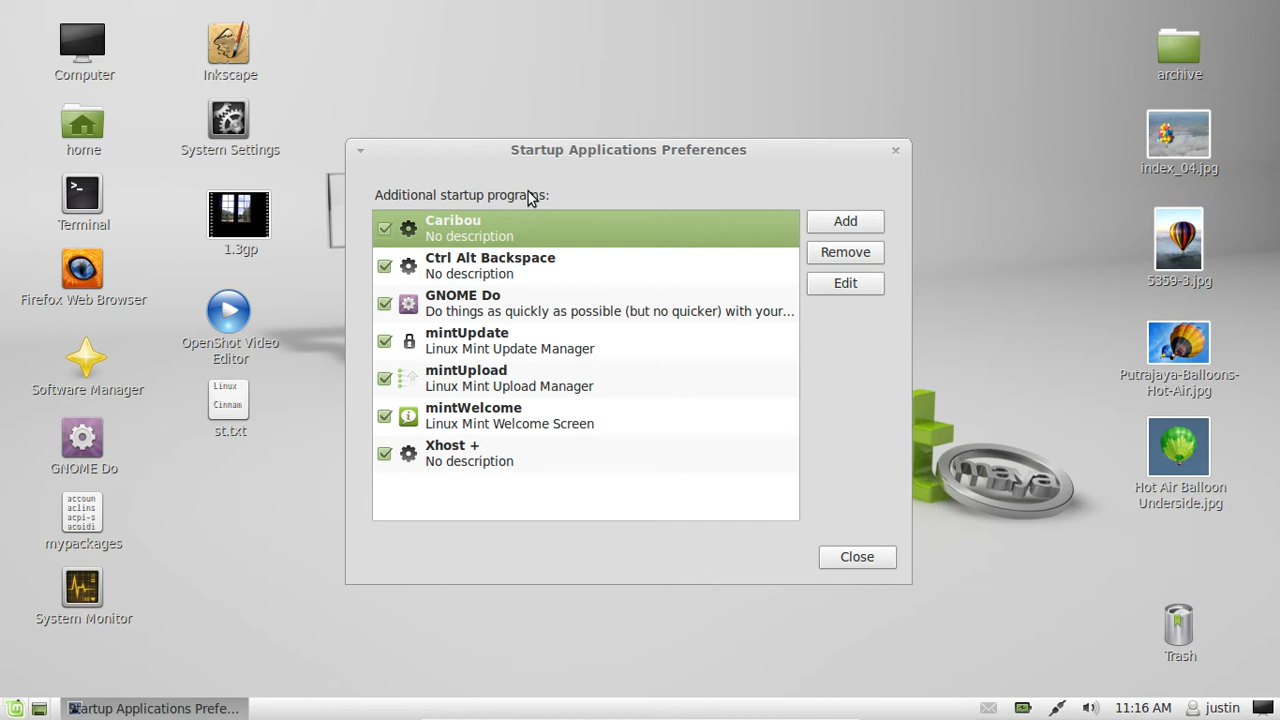 Computer
Inkscape
archive
home
System Settings
index_04.jpg
Terminal
1.3gp
5359-3.jpg
Firefox Web Browser
OpenShot Video
Editor
Software Manager
Putrajaya-Balloons-
Hot-Air.jpg
Linux
Cinnam
st.txt
GNOME Do
Hot Air Balloon
Underside.jpg
accoun
aclins
acpi-s
acpidi
mypackages
System Monitor
Trash
Startup Applications Preferences
Additional startup programs:
Caribou
No description
Ctrl Alt Backspace
No description
GNOME Do
Do things as quickly as possible (but no quicker) with your...
mintUpdate
Linux Mint Update Manager
mintUpload
Linux Mint Upload Manager
mintWelcome
Linux Mint Welcome Screen
Xhost +
No description
Add
Remove
Edit
Close
maya
Startup Applications Prefe...
11:16 AM
justin